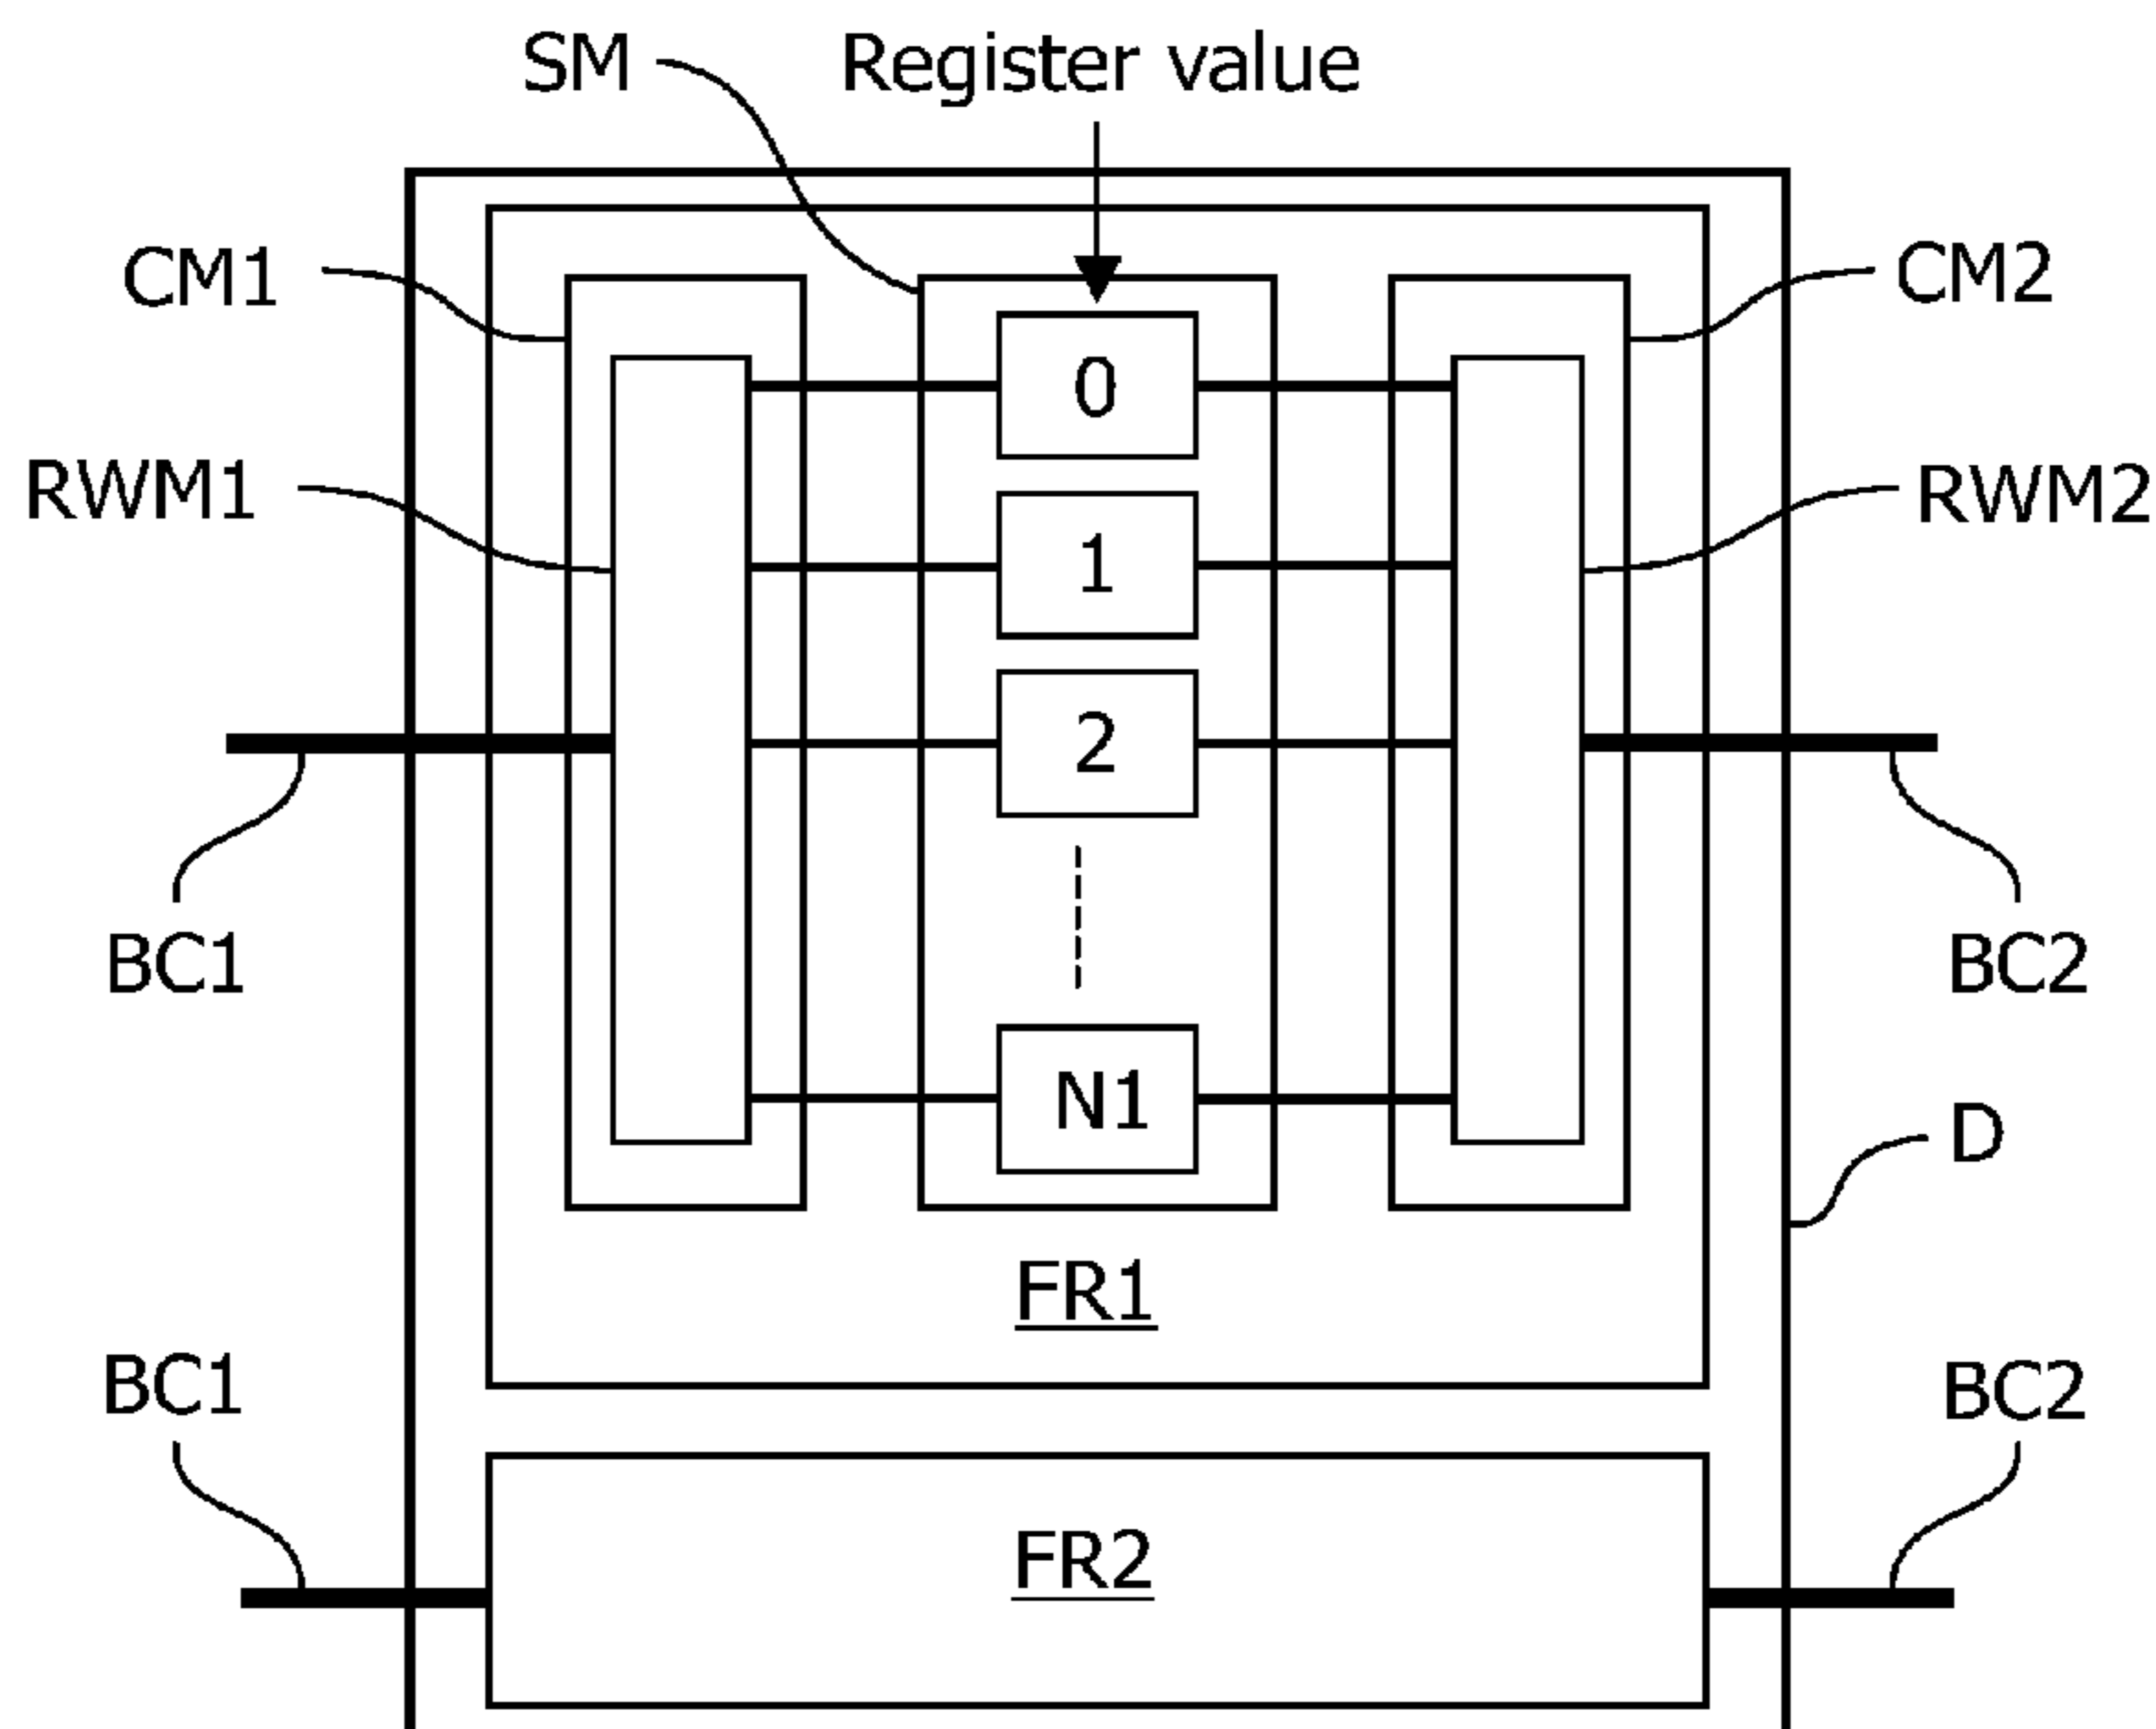 SM
Register value
CM1
CM2
0
RWM1
RWM2
1
2
BC1
BC2
N1
D
FR1
BC1
BC2
FR2